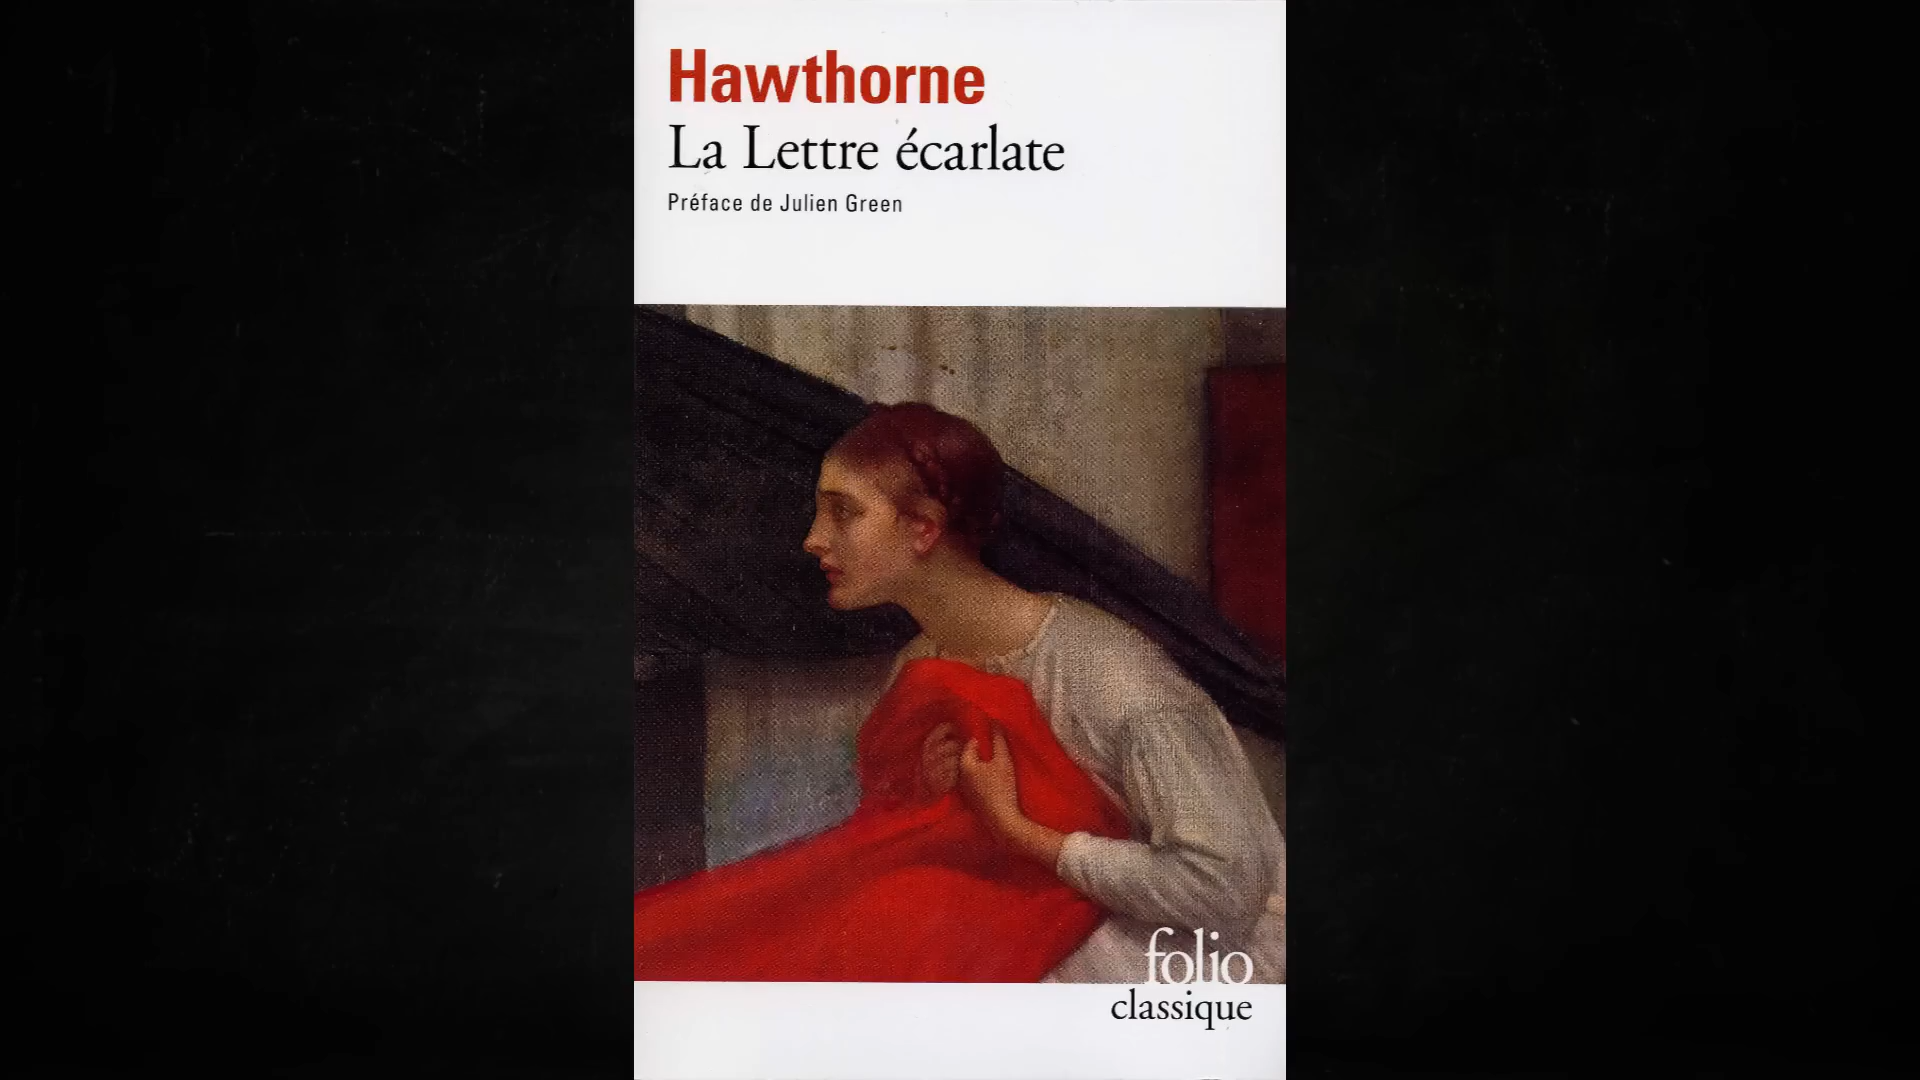 Hawthorne
La Lettre écarlate
Préface de Julien Green
folio
classique